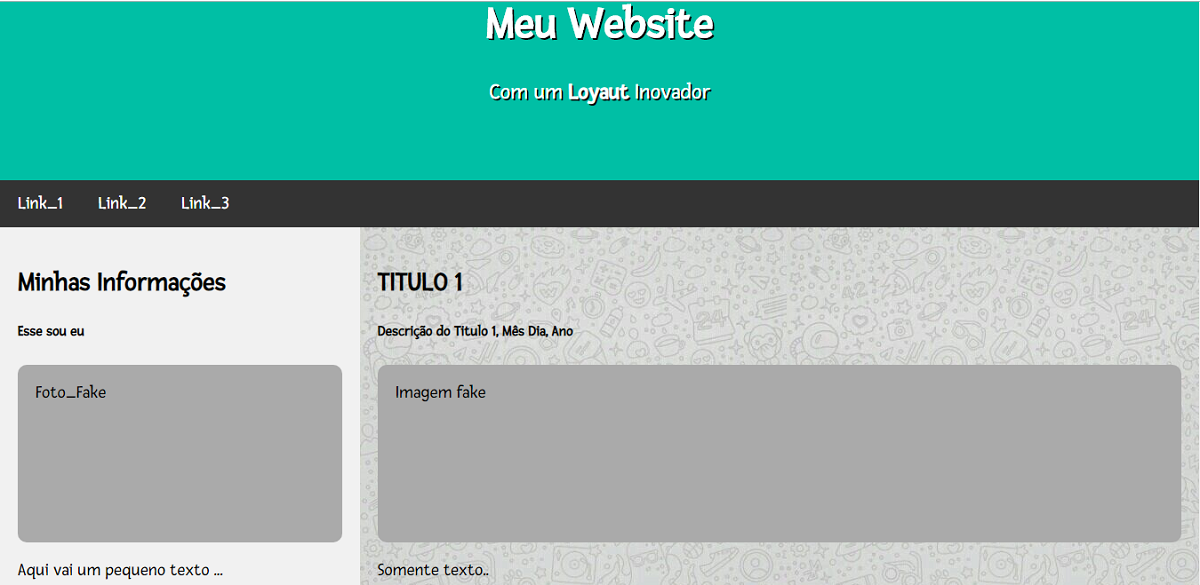 Meu Website
Com um Loyaut Inovador
Link_1 Link_2 Link_3
Minhas Informações
Esse sou eu
Foto_Fake
Aqui vai um pequeno texto ...
TITULO 1
Descrição do Titulo 1, Mês Dia, Ano
Imagem fake
Somente texto..